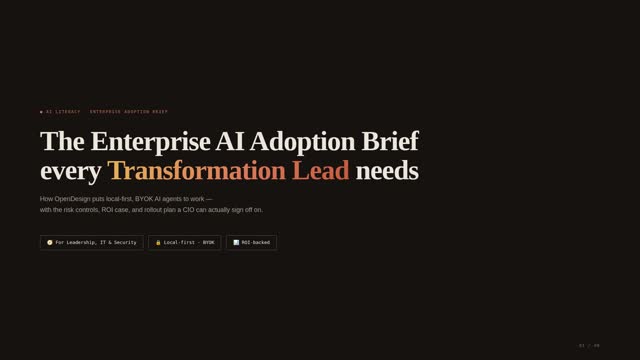 AI LITERACY · ENTERPRISE ADOPTION BRIEF
The Enterprise AI Adoption Brief
every Transformation Lead needs
How OpenDesign puts local-first, BYOK AI agents to work —
with the risk controls, ROI case, and rollout plan a CIO can actually sign off on.
🧭 For Leadership, IT & Security
🔒 Local-first · BYOK
📊 ROI-backed